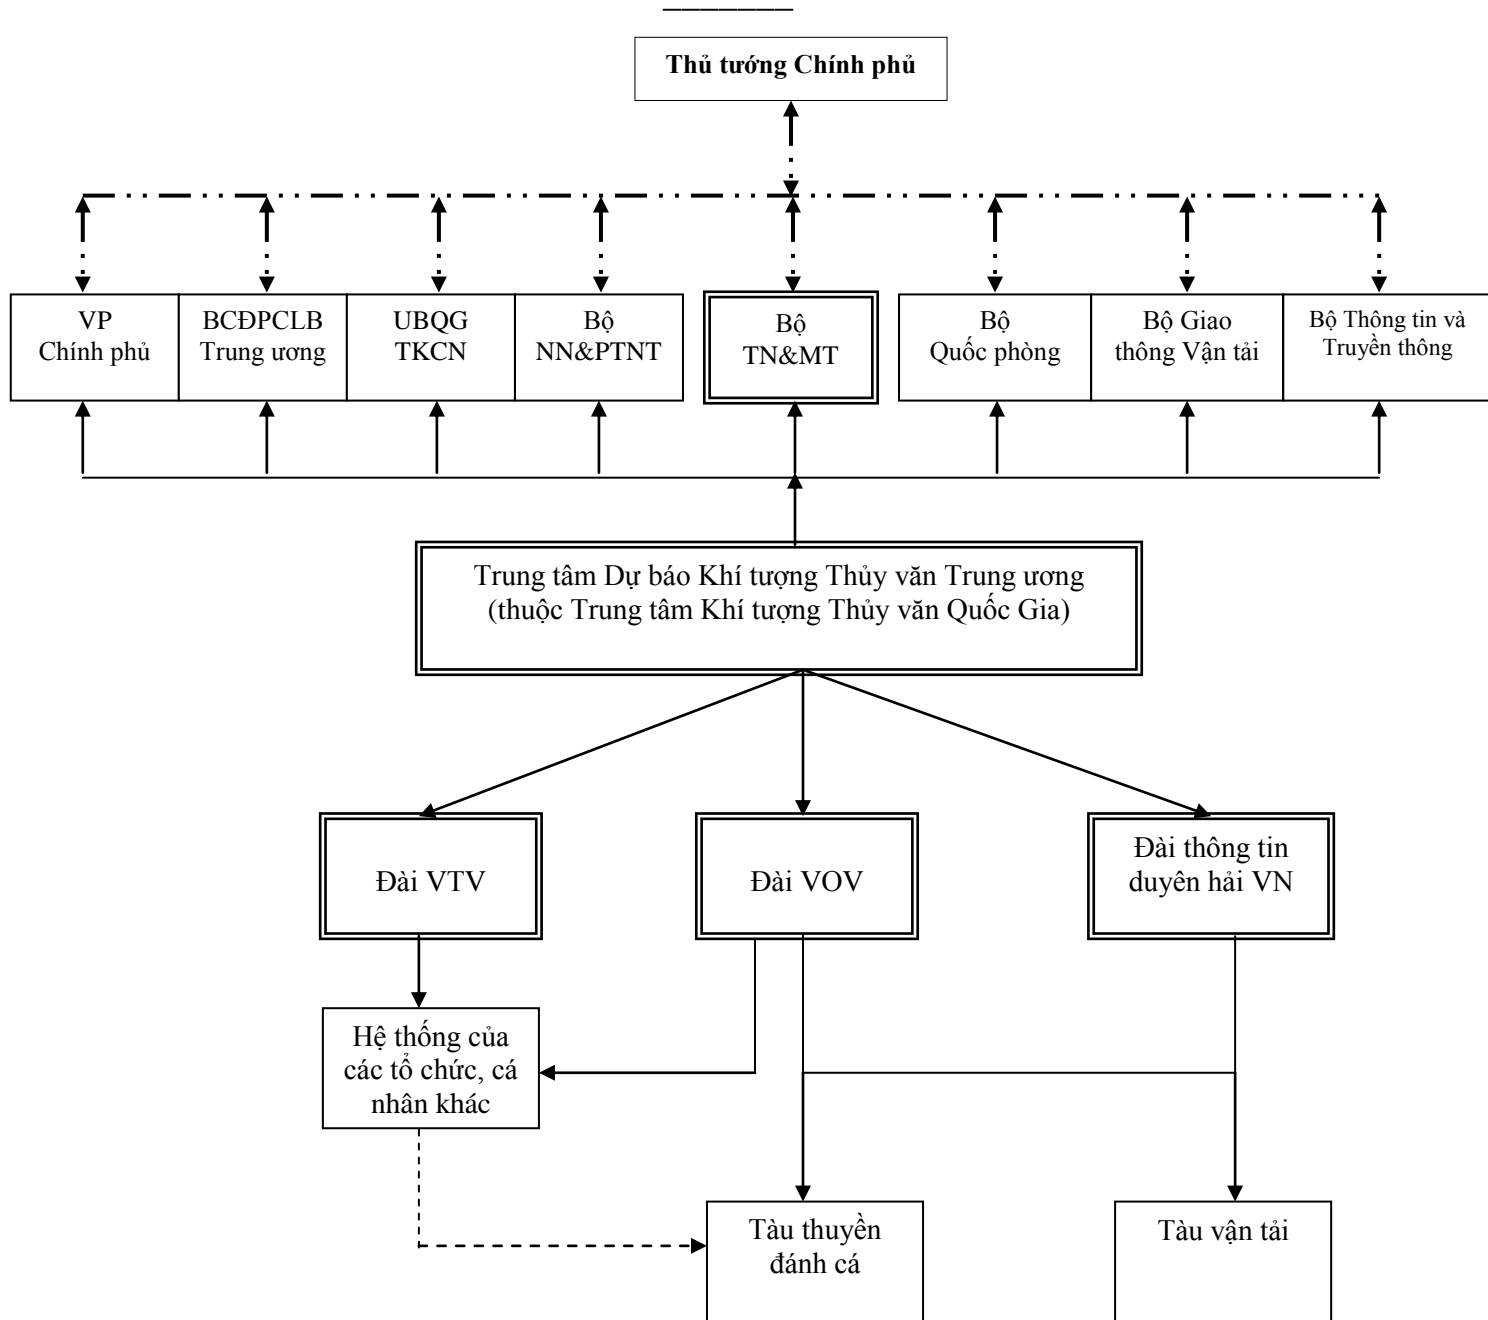 Thủ tướng Chính phủ
VP
Chính phủ
BCĐPCLB
Trung ương
UBQG
TKCN
Bộ
NN&PTNT
Bộ
TN&MT
Bộ
Quốc phòng
Bộ Giao
thông Vận tải
Bộ Thông tin và
Truyền thông
Trung tâm Dự báo Khí tượng Thủy văn Trung ương
(thuộc Trung tâm Khí tượng Thủy văn Quốc Gia)
Đài VTV
Đài VOV
Đài thông tin
duyên hải VN
Hệ thống của
các tổ chức, cá
nhân khác
Tàu thuyền
đánh cá
Tàu vận tải